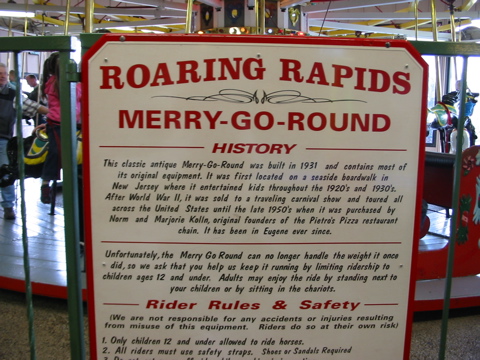 ROARING RAPIDS
MERRY-GO-ROUND
HISTORY
This classic antique Merry-Go-Round was built in 1931 and contains most of
its original equipment. It was first located on a seaside boardwalk in
New Jersey where it entertained kids throughout the 1920's and 1930's.
After World War II, it was sold to a traveling carnival show and toured all
across the United States until the late 1950's when it was purchased by
Norm and Marjorie Kolln, original founders of the Pietro's Pizza restaurant
chain. It has been in Eugene ever since.
Unfortunately, the Merry Go Round can no longer handle the weight it once
did, so we ask that you help us keep it running by limiting ridership to
children ages 12 and under. Adults may enjoy the ride by standing next to
your children or by sitting in the chariots.
Rider Rules & Safety
(We are not responsible for any accidents or injuries resulting
from misuse of this equipment. Riders do so at their own risk)
1. Only children 12 and under allowed to ride horses.
2. All riders must use safety straps. Shoes or Sandals Required